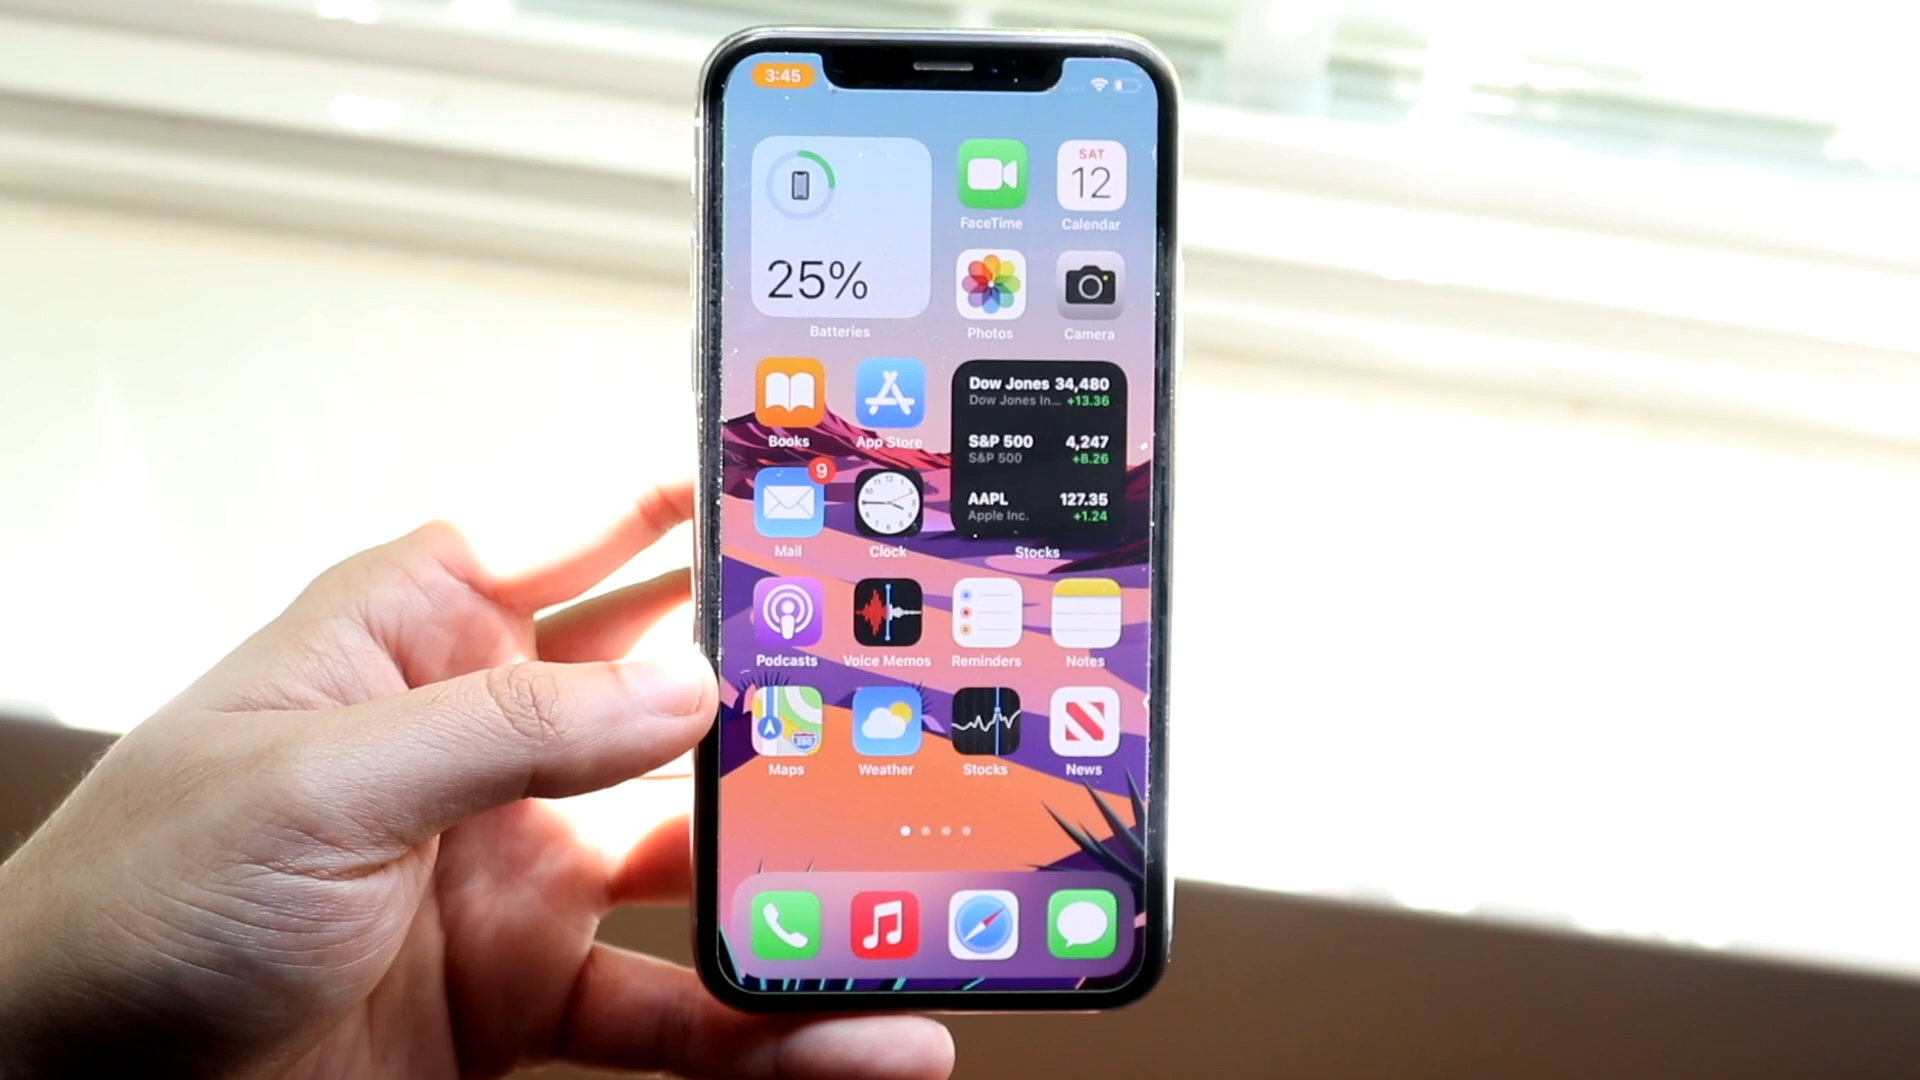 3:45
25%
Batteries
FaceTime
SAT
12
Calendar
Photos
Camera
Books
App Store
Dow Jones 34,480
Dow Jones In... +13.36
S&P 500 4,247
S&P 500 +8.26
AAPL 127.35
Apple Inc. +1.24
Stocks
9
Mail
Clock
Podcasts
Voice Memos
Reminders
Notes
280
Maps
Weather
Stocks
News